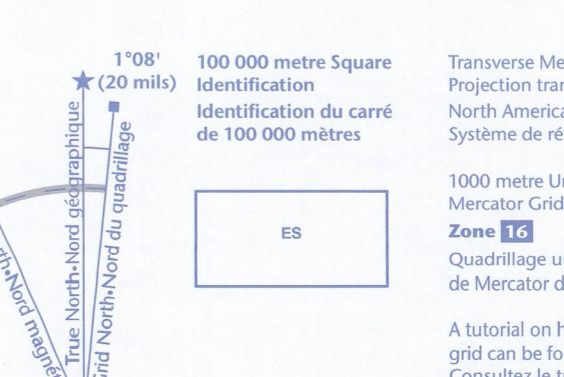 1°08'
(20 mils)
True North•Nord géographique
Grid North•Nord du quadrillage
Nord magné
100 000 metre Square
Identification
Identification du carré
de 100 000 mètres
ES
Transverse Me
Projection tran
North America
Système de ré
1000 metre Un
Mercator Grid
Zone 16
Quadrillage u
de Mercator d
A tutorial on h
grid can be fo
Consultez le t